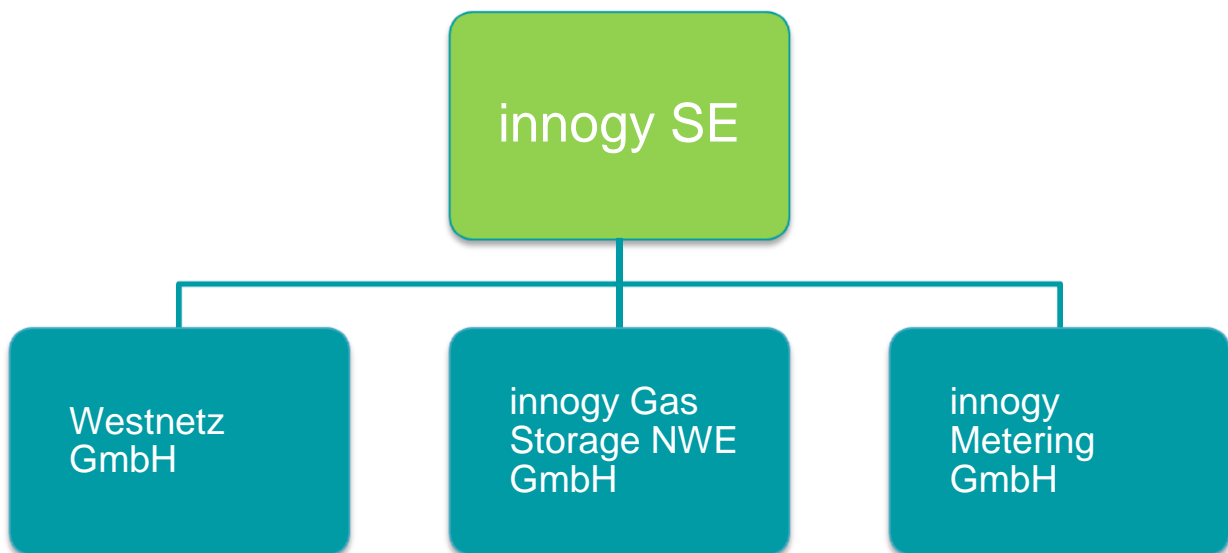 innogy SE
Westnetz
GmbH
innogy Gas
Storage NWE
GmbH
innogy
Metering
GmbH